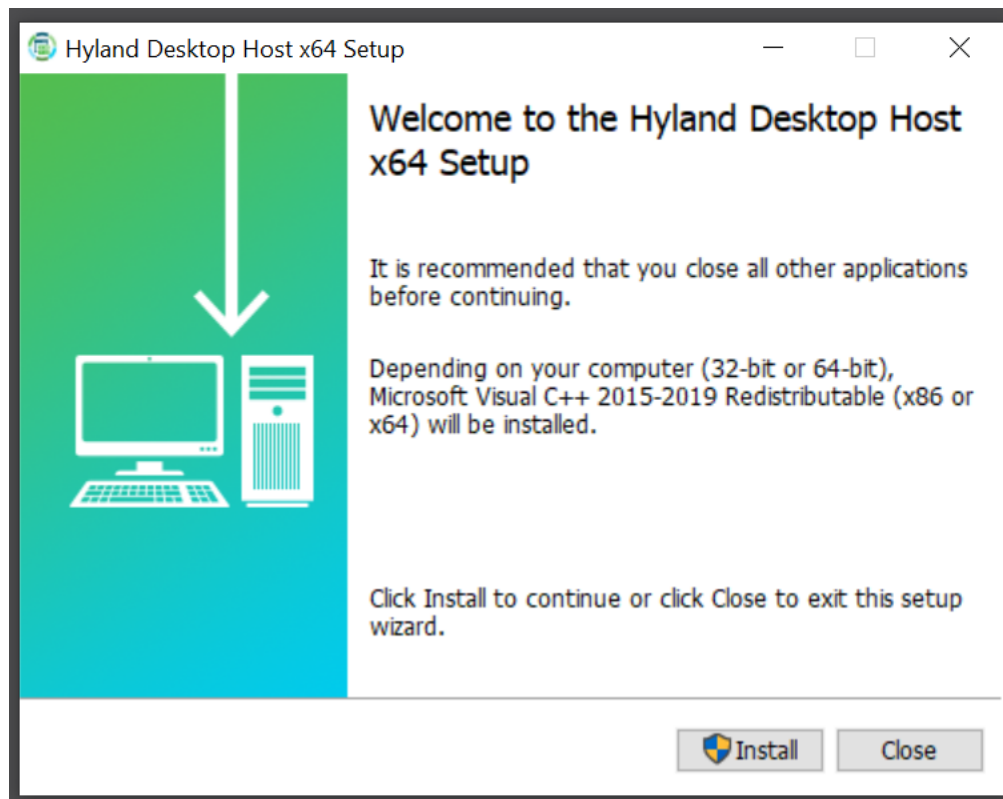 Hyland Desktop Host x64 Setup
Welcome to the Hyland Desktop Host
x64 Setup
It is recommended that you close all other applications
before continuing.
Depending on your computer (32-bit or 64-bit),
Microsoft Visual C++ 2015-2019 Redistributable (x86 or
x64) will be installed.
Click Install to continue or click Close to exit this setup
wizard.
Install Close